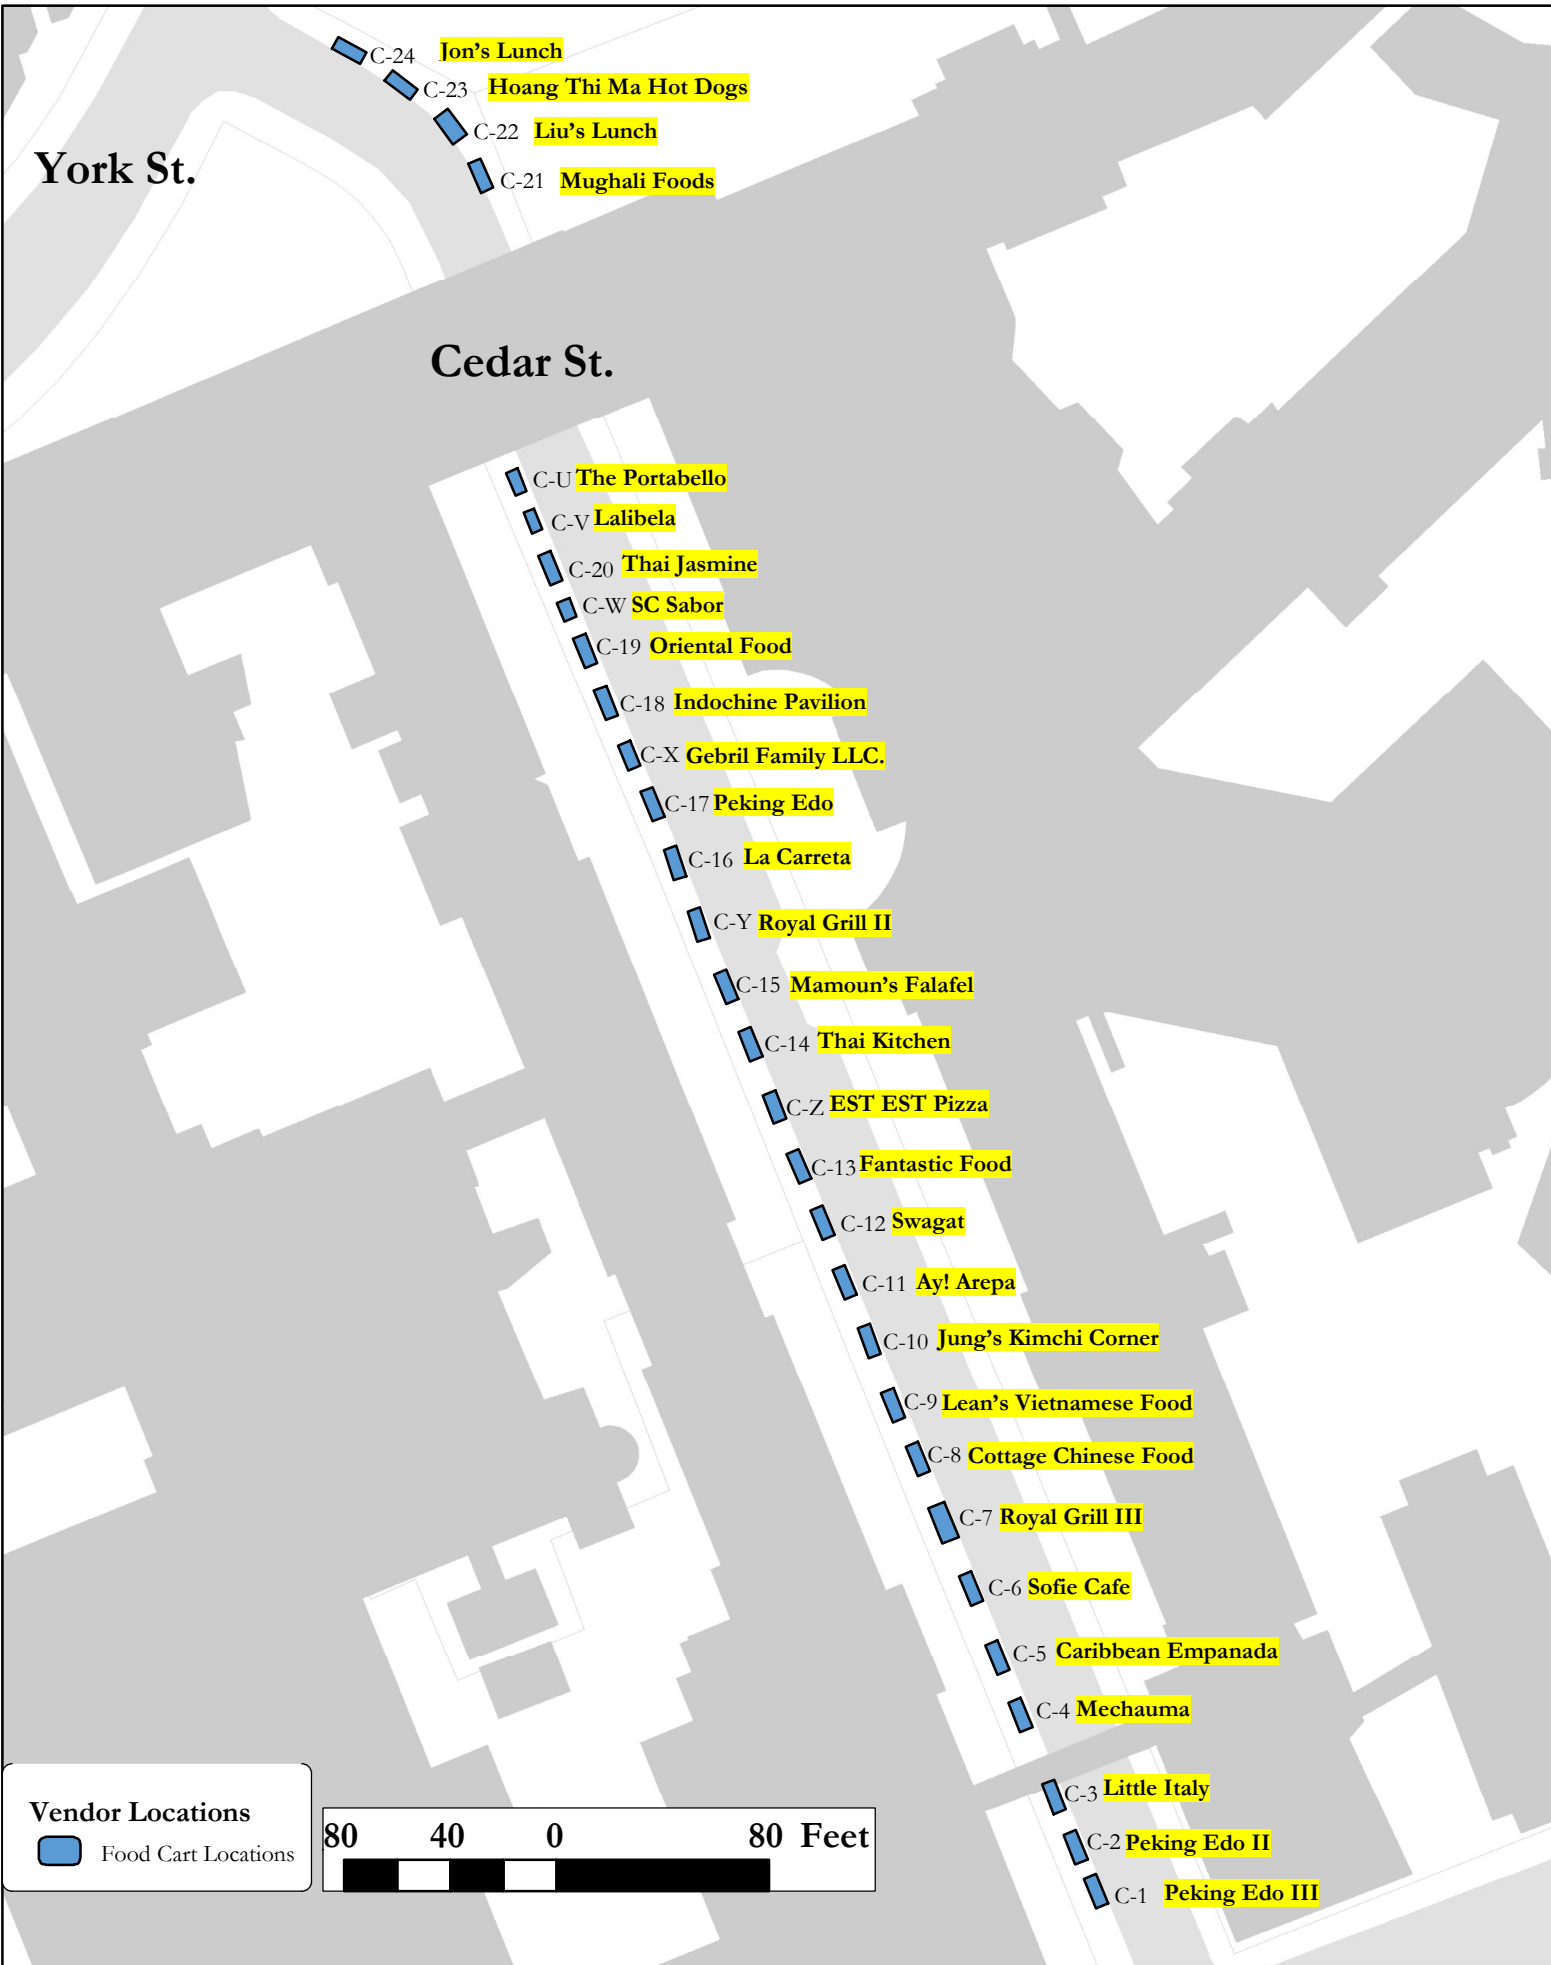 C-24 Jon's Lunch
C-23 Hoang Thi Ma Hot Dogs
C-22 Liu's Lunch
York St.
C-21 Mughali Foods
Cedar St.
C-U The Portabello
C-V Lalibela
C-20 Thai Jasmine
C-W SC Sabor
C-19 Oriental Food
C-18 Indochine Pavilion
C-X Gebril Family LLC.
C-17 Peking Edo
C-16 La Carreta
C-Y Royal Grill II
C-15 Mamoun's Falafel
C-14 Thai Kitchen
C-Z EST EST Pizza
C-13 Fantastic Food
C-12 Swagat
C-11 Ay! Arepa
C-10 Jung's Kimchi Corner
C-9 Lean's Vietnamese Food
C-8 Cottage Chinese Food
C-7 Royal Grill III
C-6 Sofie Cafe
C-5 Caribbean Empanada
C-4 Mechauma
C-3 Little Italy
C-2 Peking Edo II
C-1 Peking Edo III
Vendor Locations
Food Cart Locations
80 40 0 80 Feet